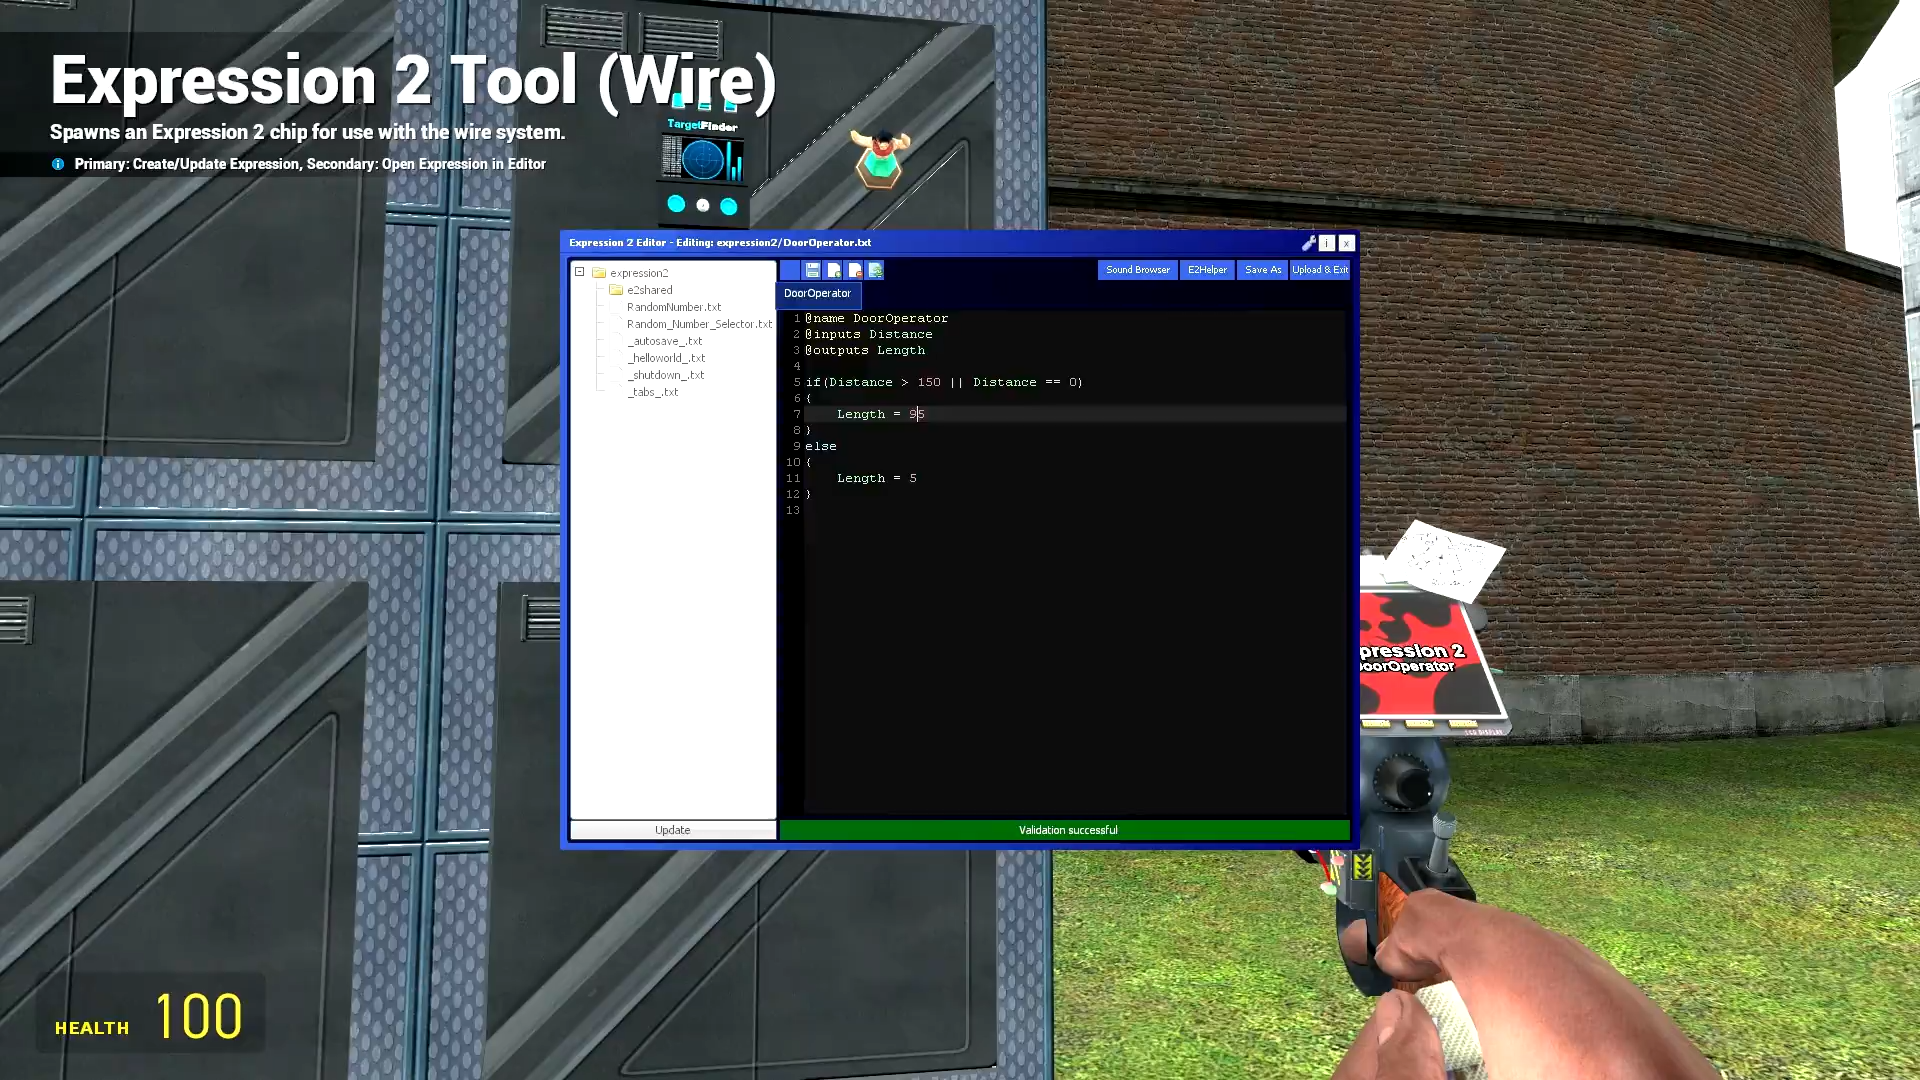 Expression 2 Tool (Wire)
Spawns an Expression 2 chip for use with the wire system.
Primary: Create/Update Expression, Secondary: Open Expression in Editor
TargetFinder
Expression 2 Editor - Editing: expression2/DoorOperator.txt
i
x
expression2
e2shared
RandomNumber.txt
Random_Number_Selector.txt
_autosave_.txt
_helloworld_.txt
_shutdown_.txt
_tabs_.txt
Update
Sound Browser
E2Helper
Save As
Upload & Exit
DoorOperator
1 @name DoorOperator
2 @inputs Distance
3 @outputs Length
4
5 if(Distance > 150 || Distance == 0)
6 {
7 Length = 95
8 }
9 else
10 {
11 Length = 5
12 }
13
Validation successful
pression 2
oorOperator
HEALTH 100